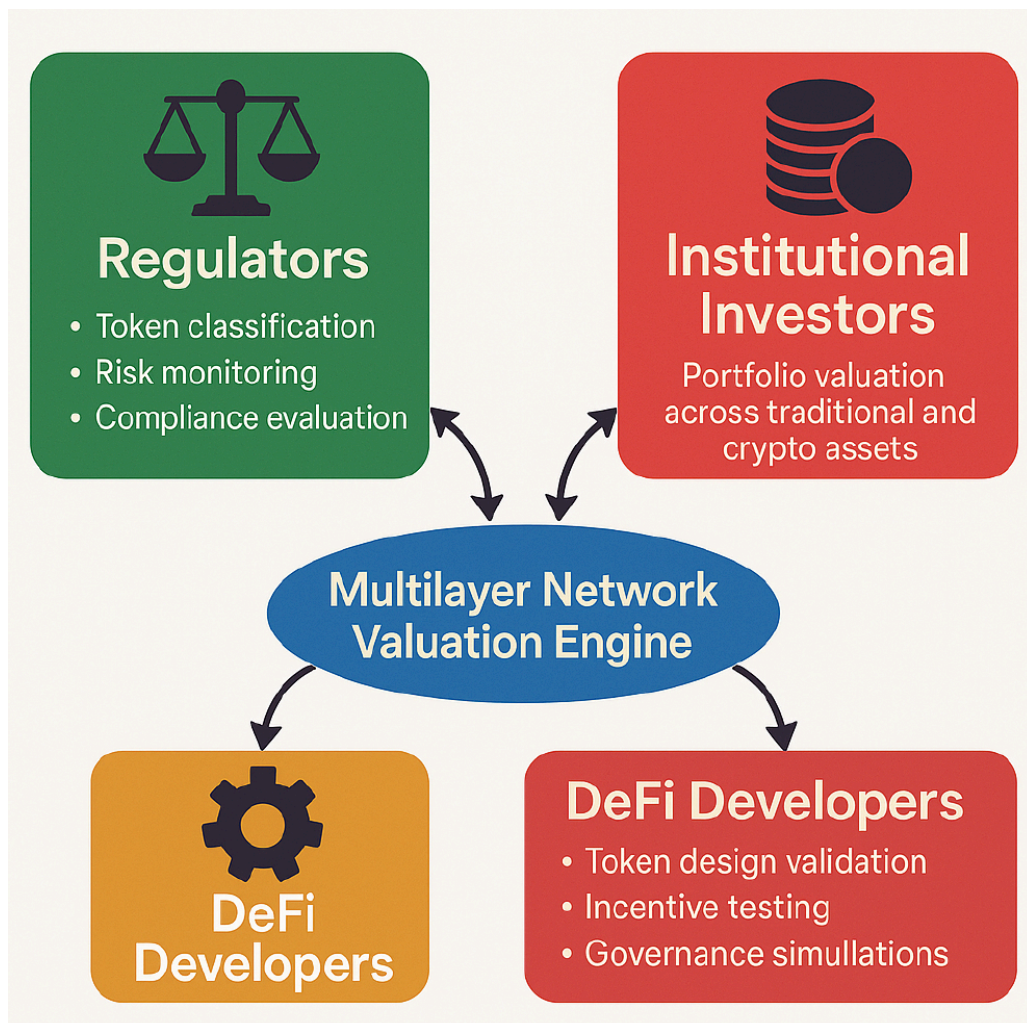 Regulators
• Token classification
• Risk monitoring
• Compliance evaluation
Institutional
Investors
Portfolio valuation
across traditional and
crypto assets
Multilayer Network
Valuation Engine
DeFi
Developers
DeFi Developers
• Token design validation
• Incentive testing
• Governance simullations